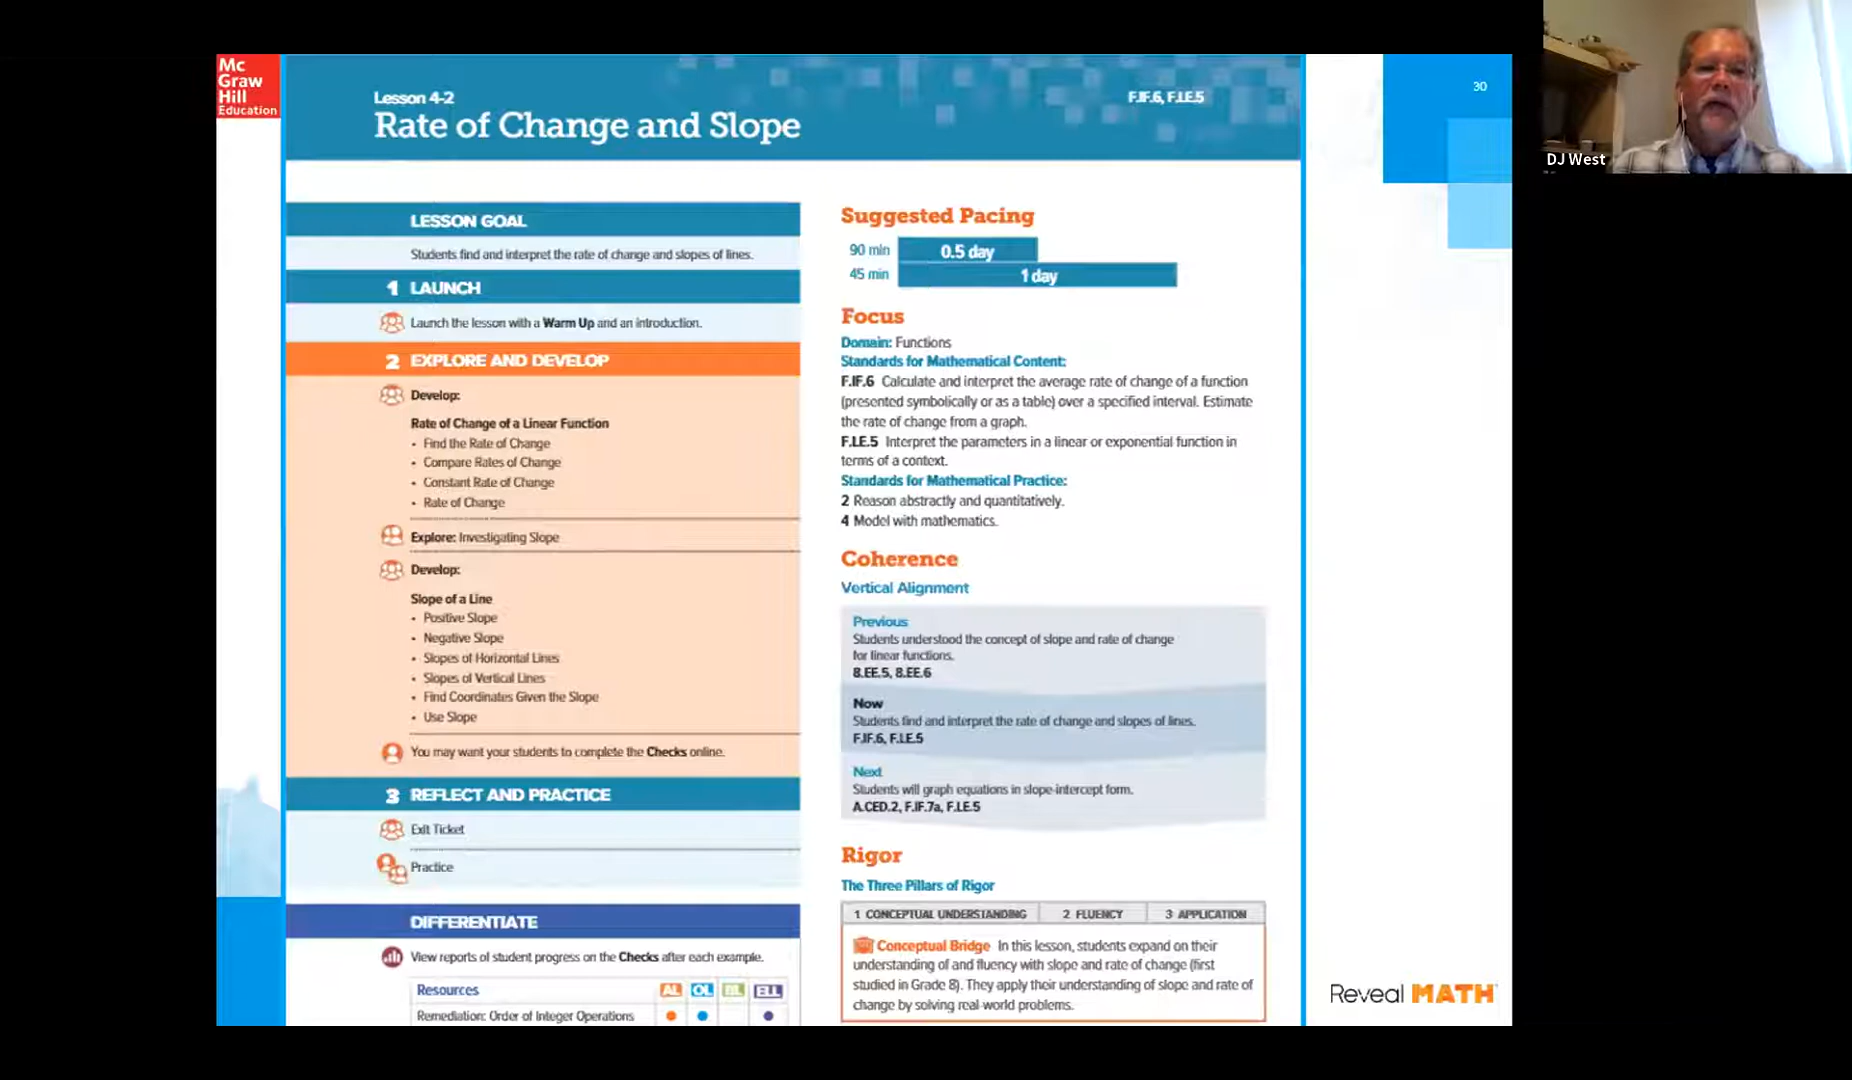 Mc
Graw
Hill
Education
Lesson 4-2
F.IF.6, F.LE.5
Rate of Change and Slope
30
DJ West
LESSON GOAL
Students find and interpret the rate of change and slopes of lines.
1 LAUNCH
Launch the lesson with a Warm Up and an introduction.
2 EXPLORE AND DEVELOP
Develop:
Rate of Change of a Linear Function
• Find the Rate of Change
• Compare Rates of Change
• Constant Rate of Change
• Rate of Change
Explore: Investigating Slope
Develop:
Slope of a Line
• Positive Slope
• Negative Slope
• Slopes of Horizontal Lines
• Slopes of Vertical Lines
• Find Coordinates Given the Slope
• Use Slope
You may want your students to complete the Checks online.
3 REFLECT AND PRACTICE
Exit Ticket
Practice
DIFFERENTIATE
View reports of student progress on the Checks after each example.
Resources AL OL BL ELL
Remediation: Order of Integer Operations
Suggested Pacing
90 min 0.5 day
45 min 1 day
Focus
Domain: Functions
Standards for Mathematical Content:
F.IF.6 Calculate and interpret the average rate of change of a function
(presented symbolically or as a table) over a specified interval. Estimate
the rate of change from a graph.
F.LE.5 Interpret the parameters in a linear or exponential function in
terms of a context.
Standards for Mathematical Practice:
2 Reason abstractly and quantitatively.
4 Model with mathematics.
Coherence
Vertical Alignment
Previous
Students understood the concept of slope and rate of change
for linear functions.
8.EE.5, 8.EE.6
Now
Students find and interpret the rate of change and slopes of lines.
F.IF.6, F.LE.5
Next
Students will graph equations in slope-intercept form.
A.CED.2, F.IF.7a, F.LE.5
Rigor
The Three Pillars of Rigor
1 CONCEPTUAL UNDERSTANDING 2 FLUENCY 3 APPLICATION
Conceptual Bridge In this lesson, students expand on their
understanding of and fluency with slope and rate of change (first
studied in Grade 8). They apply their understanding of slope and rate of
change by solving real-world problems.
Reveal MATH